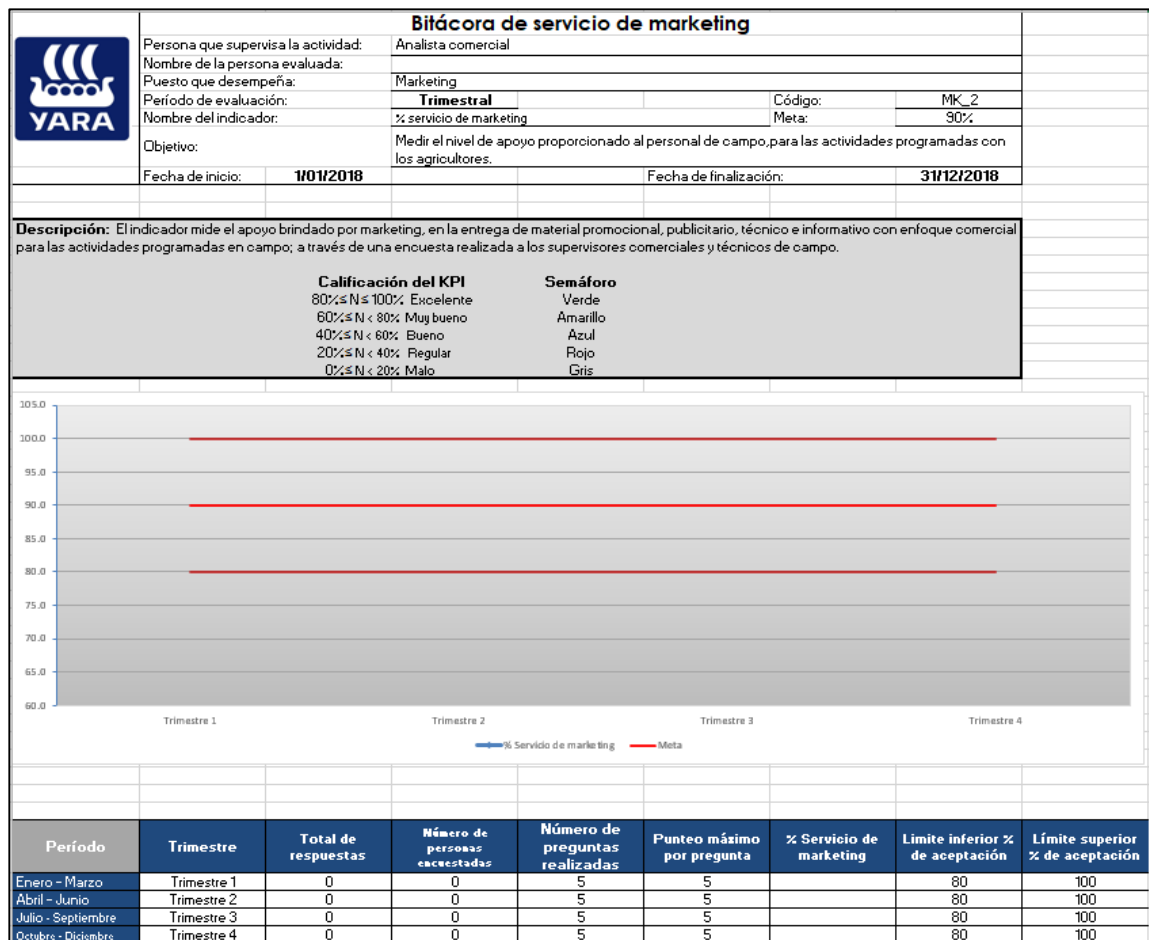 Bitácora de servicio de marketing
YARA
Persona que supervisa la actividad: Analista comercial
Nombre de la persona evaluada:
Puesto que desempeña: Marketing
Período de evaluación: Trimestral Código: MK_2
Nombre del indicador: % servicio de marketing Meta: 90%
Objetivo: Medir el nivel de apoyo proporcionado al personal de campo,para las actividades programadas con
los agricultores.
Fecha de inicio: 1/01/2018 Fecha de finalización: 31/12/2018
Descripción: El indicador mide el apoyo brindado por marketing, en la entrega de material promocional, publicitario, técnico e informativo con enfoque comercial
para las actividades programadas en campo; a través de una encuesta realizada a los supervisores comerciales y técnicos de campo.
Calificación del KPI Semáforo
80%≤ N ≤ 100% Excelente Verde
60%≤ N < 80% Muy bueno Amarillo
40%≤ N < 60% Bueno Azul
20%≤ N < 40% Regular Rojo
0%≤ N < 20% Malo Gris
105.0
100.0
95.0
90.0
85.0
80.0
75.0
70.0
65.0
60.0
Trimestre 1 Trimestre 2 Trimestre 3 Trimestre 4
% Servicio de marketing Meta
Período Trimestre Total de respuestas Número de personas encuestadas Número de preguntas realizadas Punteo máximo por pregunta % Servicio de marketing Limite inferior % de aceptación Límite superior % de aceptación
Enero - Marzo Trimestre 1 0 0 5 5 80 100
Abril - Junio Trimestre 2 0 0 5 5 80 100
Julio - Septiembre Trimestre 3 0 0 5 5 80 100
Octubre - Diciembre Trimestre 4 0 0 5 5 80 100